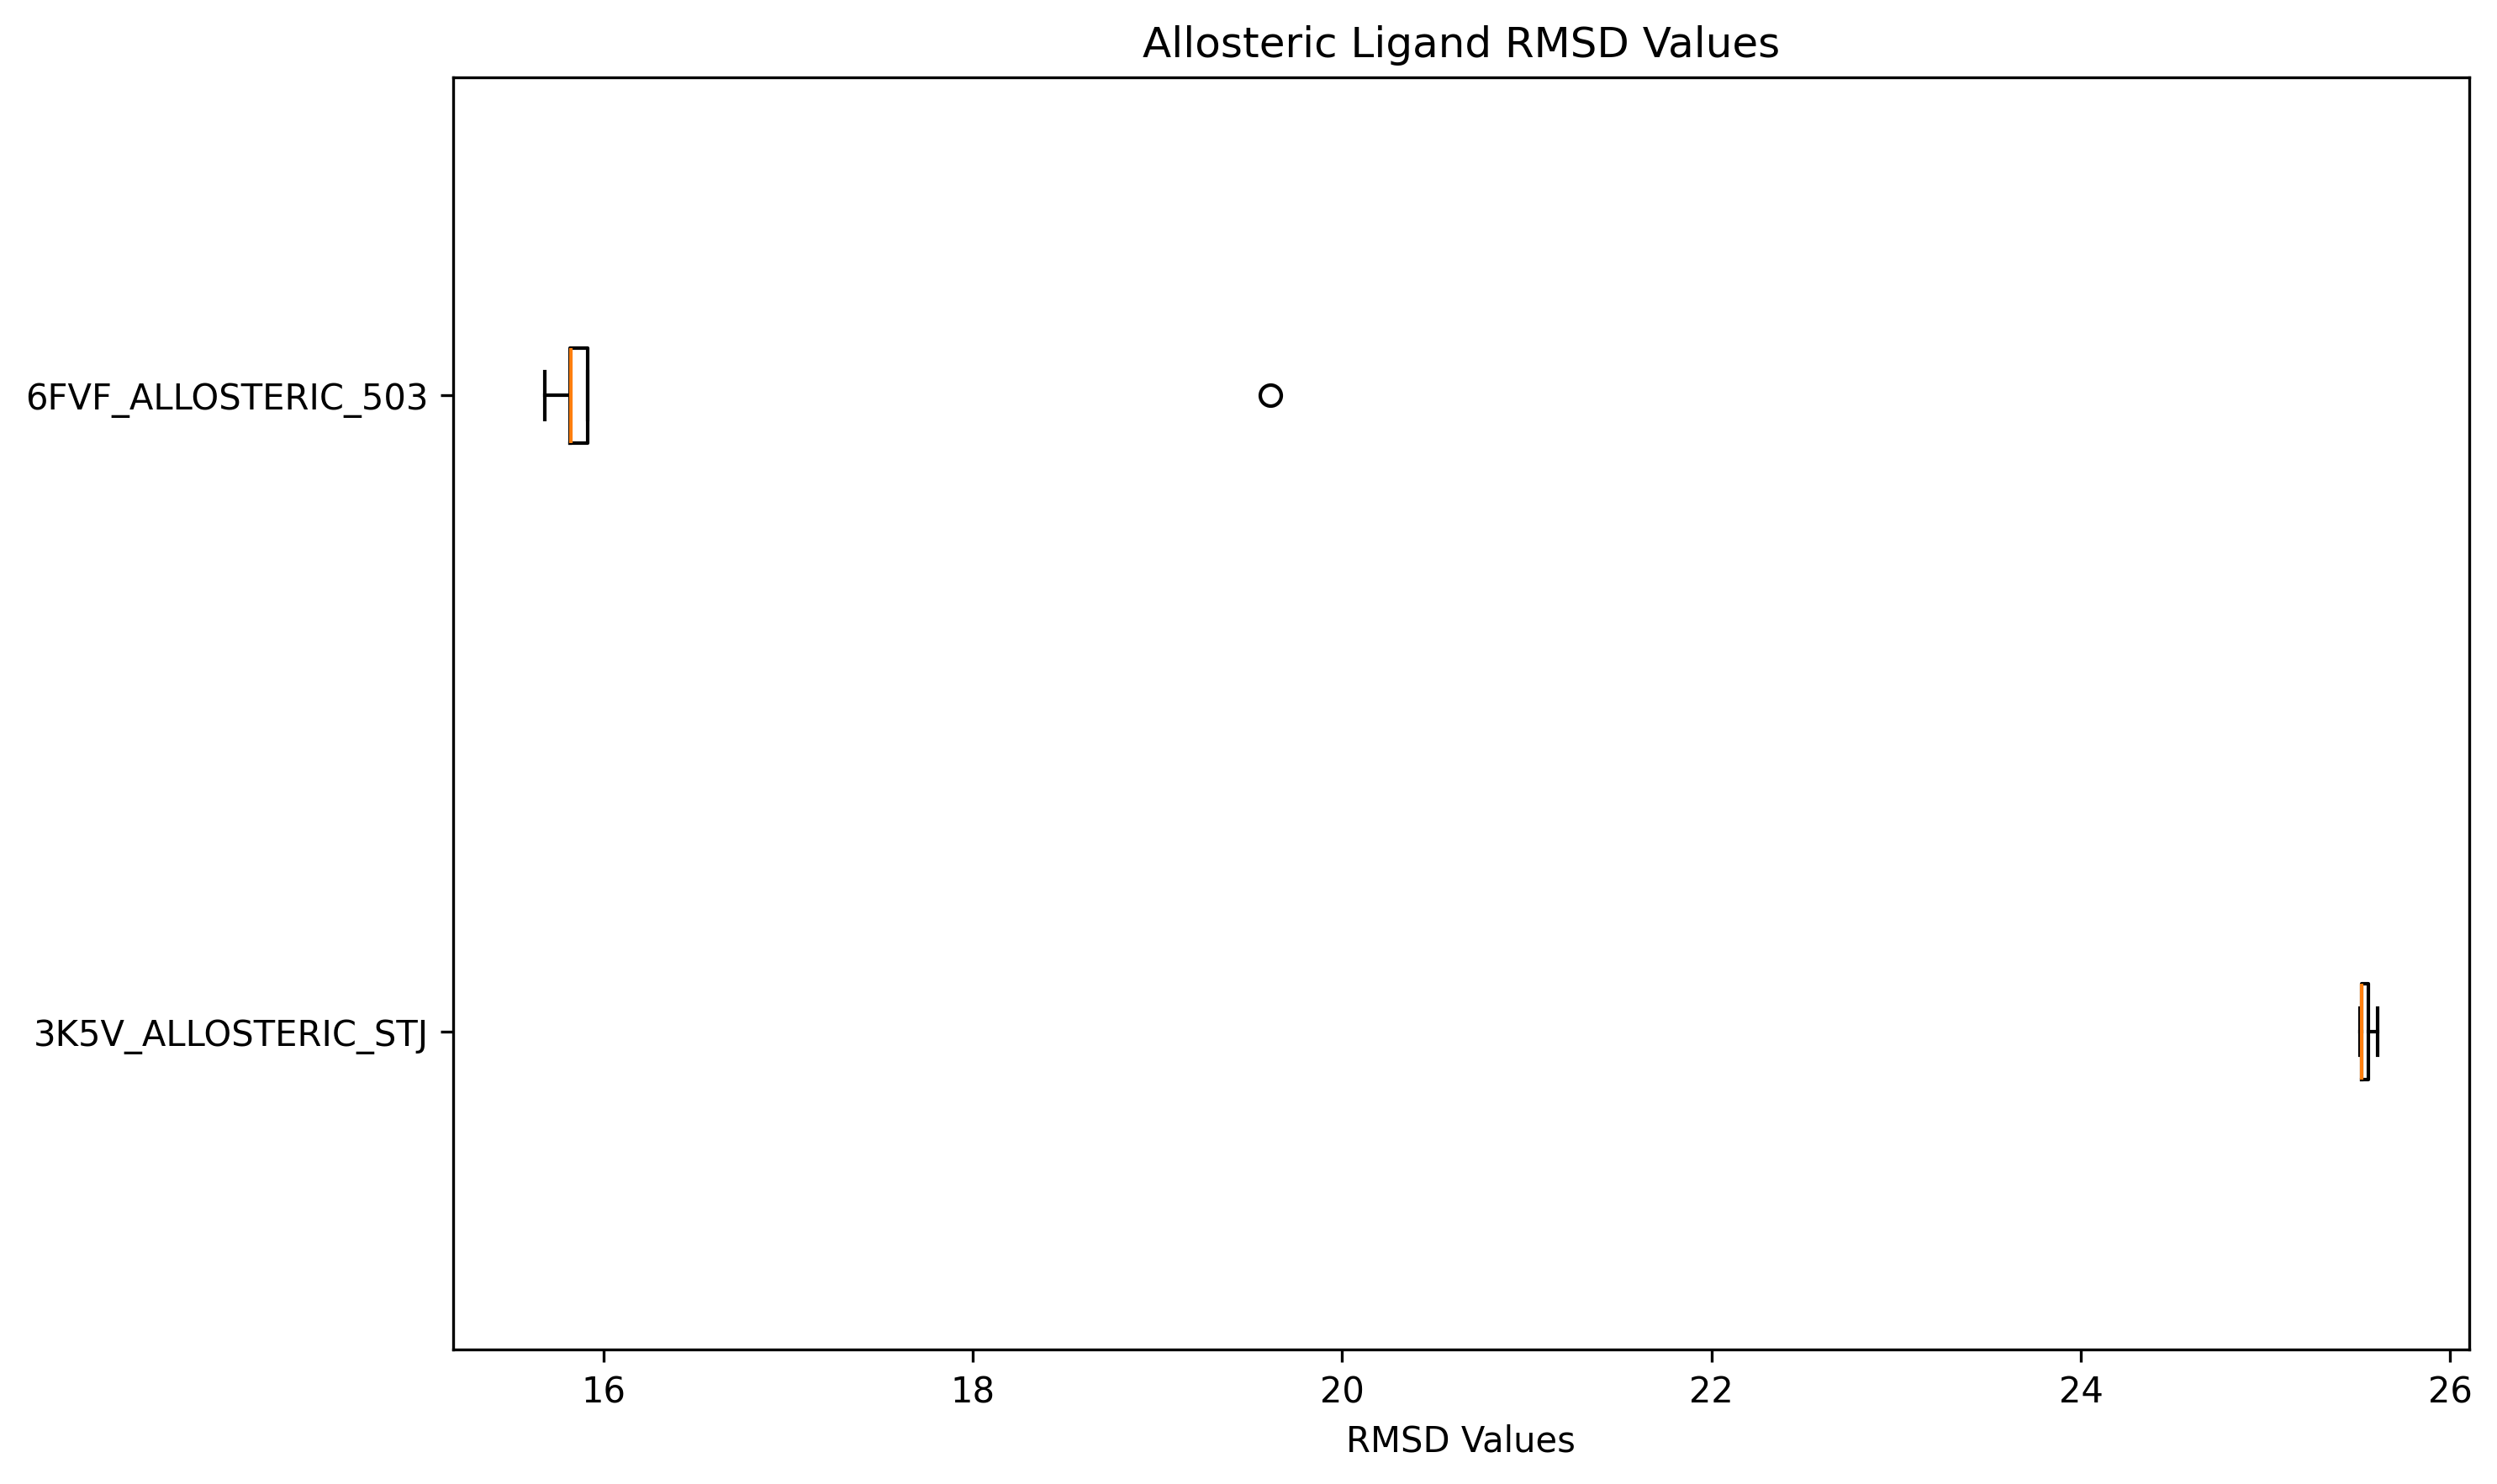 Allosteric Ligand RMSD Values
6FVF_ALLOSTERIC_503
3K5V_ALLOSTERIC_STJ
16 18 20 22 24 26
RMSD Values